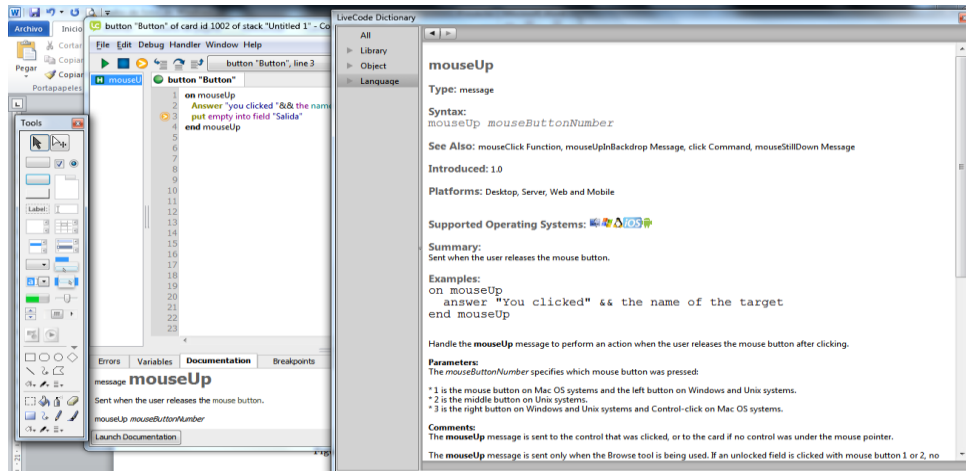 Archivo
Inicio
Pegar
Cortar
Copiar
Copiar
Portapapeles
button "Button" of card id 1002 of stack "Untitled 1" - Co
File Edit Debug Handler Window Help
button "Button", line 3
mouseU
button "Button"
1 on mouseUp
2 Answer "you clicked "&& the name
3 put empty into field "Salida"
4 end mouseUp
5
6
7
8
9
10
11
12
13
14
15
16
17
18
19
20
21
22
23
Errors Variables Documentation Breakpoints
message mouseUp
Sent when the user releases the mouse button.
mouseUp mouseButtonNumber
Launch Documentation
Tools
Label:
LiveCode Dictionary
All
Library
Object
Language
mouseUp
Type: message
Syntax:
mouseUp mouseButtonNumber
See Also: mouseClick Function, mouseUpInBackdrop Message, click Command, mouseStillDown Message
Introduced: 1.0
Platforms: Desktop, Server, Web and Mobile
Supported Operating Systems: iOS
Summary:
Sent when the user releases the mouse button.
Examples:
on mouseUp
answer "You clicked" && the name of the target
end mouseUp
Handle the mouseUp message to perform an action when the user releases the mouse button after clicking.
Parameters:
The mouseButtonNumber specifies which mouse button was pressed:
* 1 is the mouse button on Mac OS systems and the left button on Windows and Unix systems.
* 2 is the middle button on Unix systems.
* 3 is the right button on Windows and Unix systems and Control-click on Mac OS systems.
Comments:
The mouseUp message is sent to the control that was clicked, or to the card if no control was under the mouse pointer.
The mouseUp message is sent only when the Browse tool is being used. If an unlocked field is clicked with mouse button 1 or 2, no